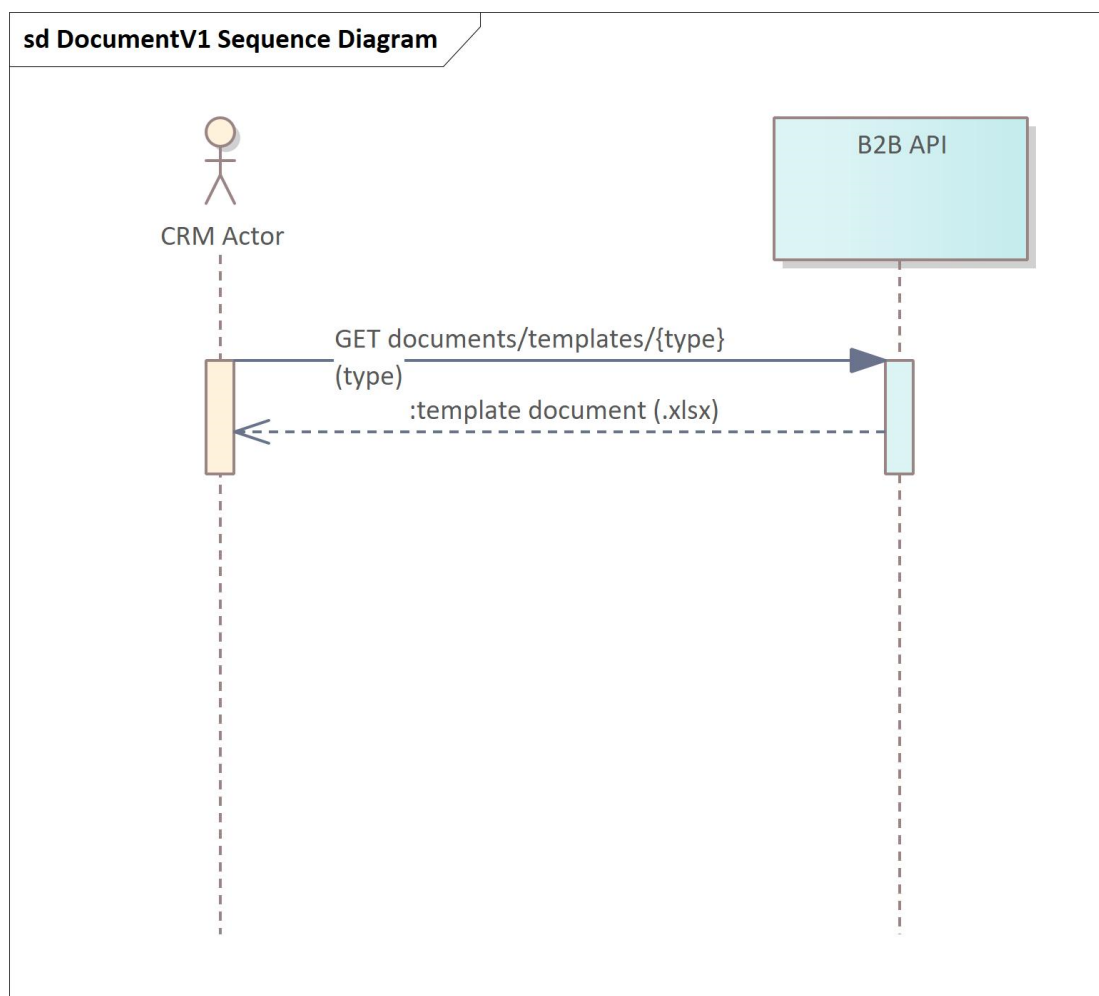 sd DocumentV1 Sequence Diagram
B2B API
CRM Actor
GET documents/templates/{type}
(type)
:template document (.xlsx)